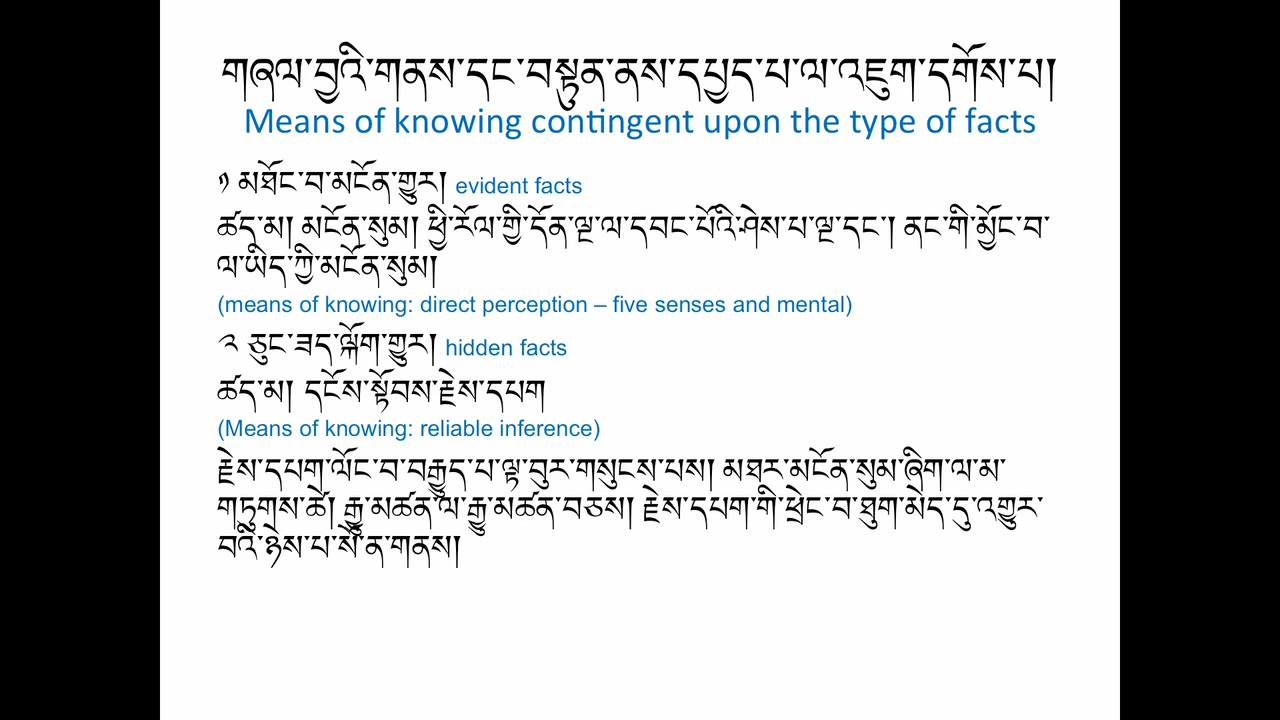 གཞལ་བྱའི་གནས་དང་བསྟུན་ནས་དཔྱད་པ་ལ་འཇུག་དགོས་པ།
Means of knowing contingent upon the type of facts
༡ མཐོང་བ་མངོན་གྱུར། evident facts
ཚད་མ། མངོན་སུམ། ཕྱི་རོལ་གྱི་དོན་ལྔ་ལ་དབང་པོའི་ཤེས་པ་ལྔ་དང་། ནང་གི་མྱོང་བ་
ལ་ཡིད་ཀྱི་མངོན་སུམ།
(means of knowing: direct perception – five senses and mental)
༢ ཅུང་ཟད་ལྐོག་གྱུར། hidden facts
ཚད་མ། དངོས་སྟོབས་རྗེས་དཔག
(Means of knowing: reliable inference)
རྗེས་དཔག་ལོང་བ་བརྒྱུད་པ་ལྟ་བུར་གསུངས་པས། མཐར་མངོན་སུམ་ཞིག་ལ་མ་
གཏུགས་ཚེ། རྒྱུ་མཚན་ལ་རྒྱུ་མཚན་བཅས། རྗེས་དཔག་གི་ཕྲེང་བ་ཐུག་མེད་དུ་འགྱུར་
བའི་ཉེས་པ་སོ་ན་གནས།